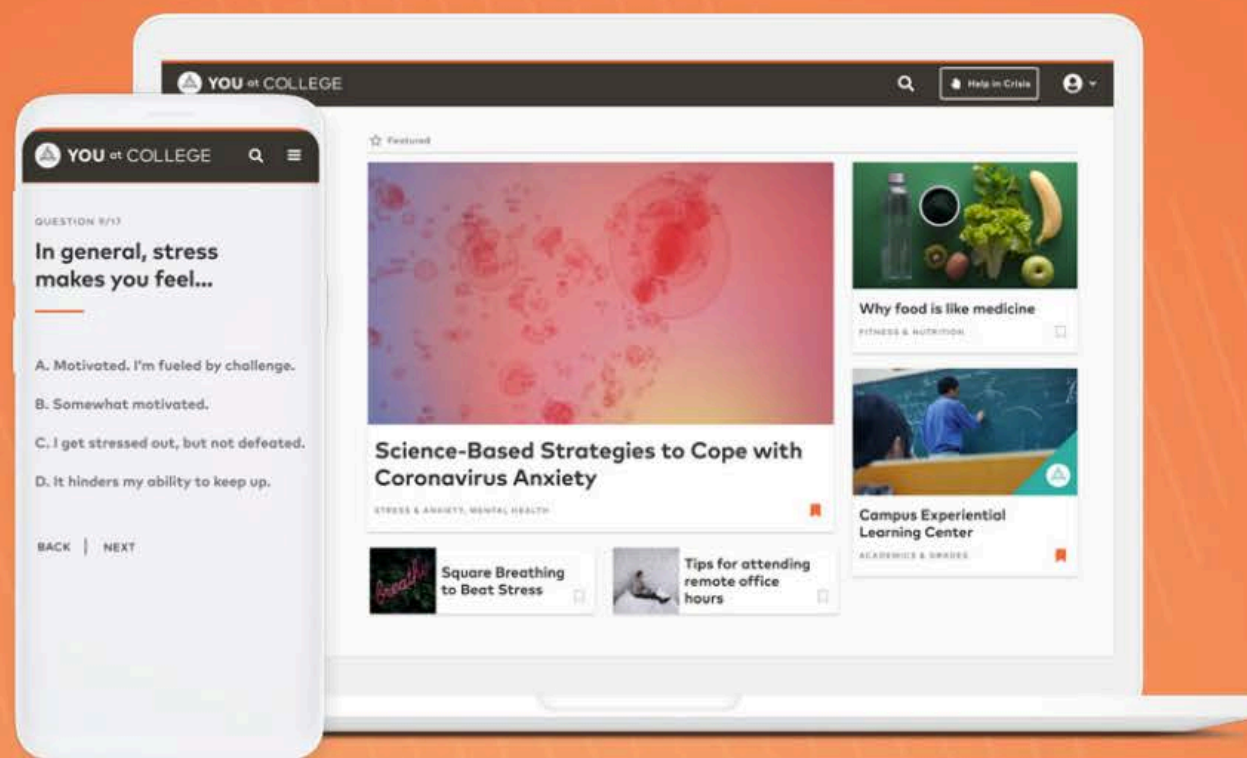 YOU at COLLEGE
QUESTION 9/17
In general, stress
makes you feel...
A. Motivated. I'm fueled by challenge.
B. Somewhat motivated.
C. I get stressed out, but not defeated.
D. It hinders my ability to keep up.
BACK | NEXT
YOU at COLLEGE
Help in Crisis
Featured
Science-Based Strategies to Cope with
Coronavirus Anxiety
STRESS & ANXIETY, MENTAL HEALTH
breathe
Square Breathing
to Beat Stress
Tips for attending
remote office
hours
Why food is like medicine
FITNESS & NUTRITION
Campus Experiential
Learning Center
ACADEMICS & GRADES